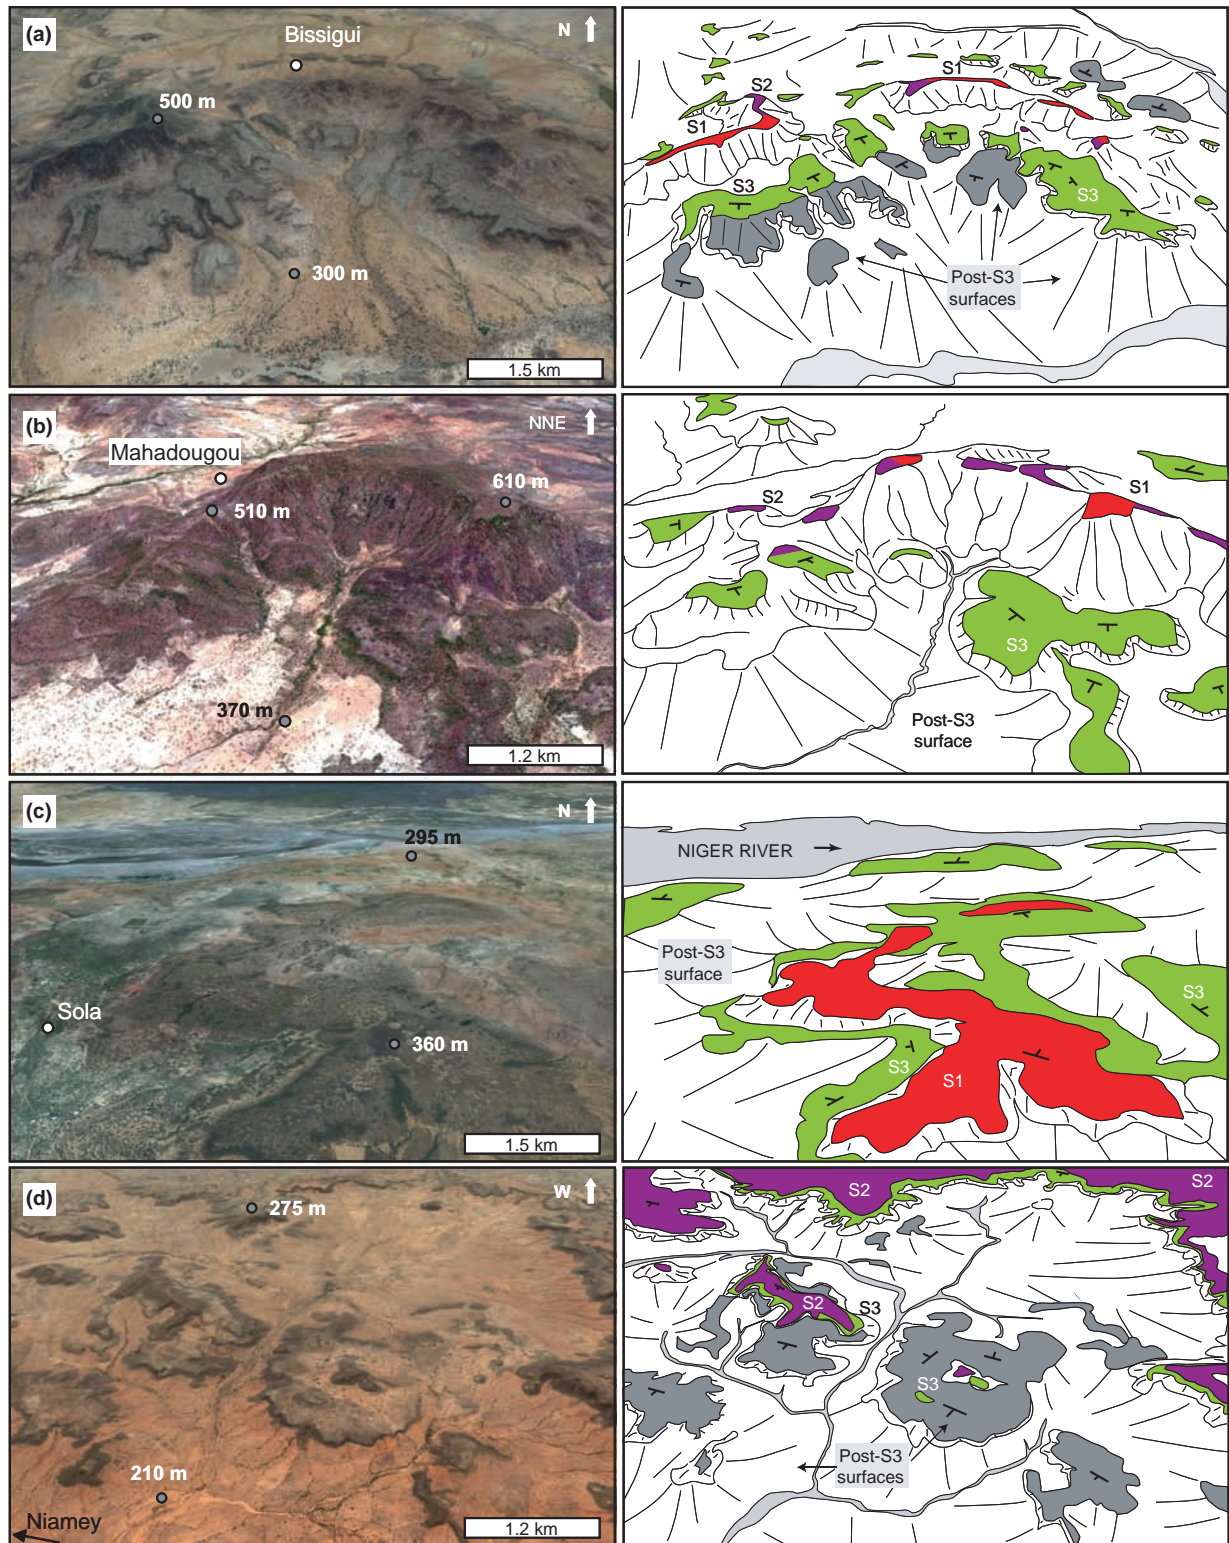 (a)
Bissigui
N
500 m
300 m
1.5 km
S1
S2
S1
S3
S3
Post-S3
surfaces
(b)
NNE
Mahadougou
610 m
510 m
370 m
1.2 km
S2
S1
S3
Post-S3
surface
(c)
N
295 m
Sola
360 m
1.5 km
NIGER RIVER
Post-S3
surface
S3
S3
S1
(d)
W
275 m
210 m
Niamey
1.2 km
S2
S2
S2
S3
S3
Post-S3
surfaces